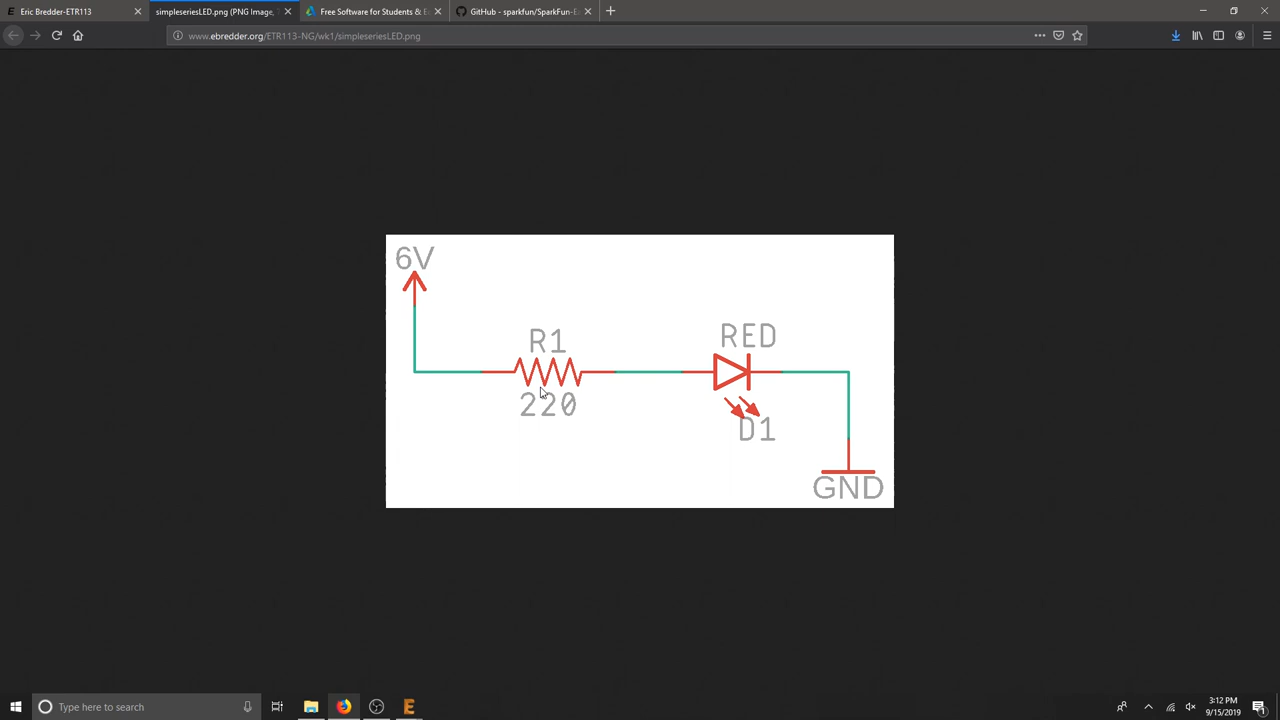 Eric Bredder-ETR113
simpleseriesLED.png (PNG Image,
Free Software for Students & E
GitHub - sparkfun/SparkFun-E
www.ebredder.org/ETR113-NG/wk1/simpleseriesLED.png
6V
R1
220
RED
D1
GND
Type here to search
3:12 PM
9/15/2019